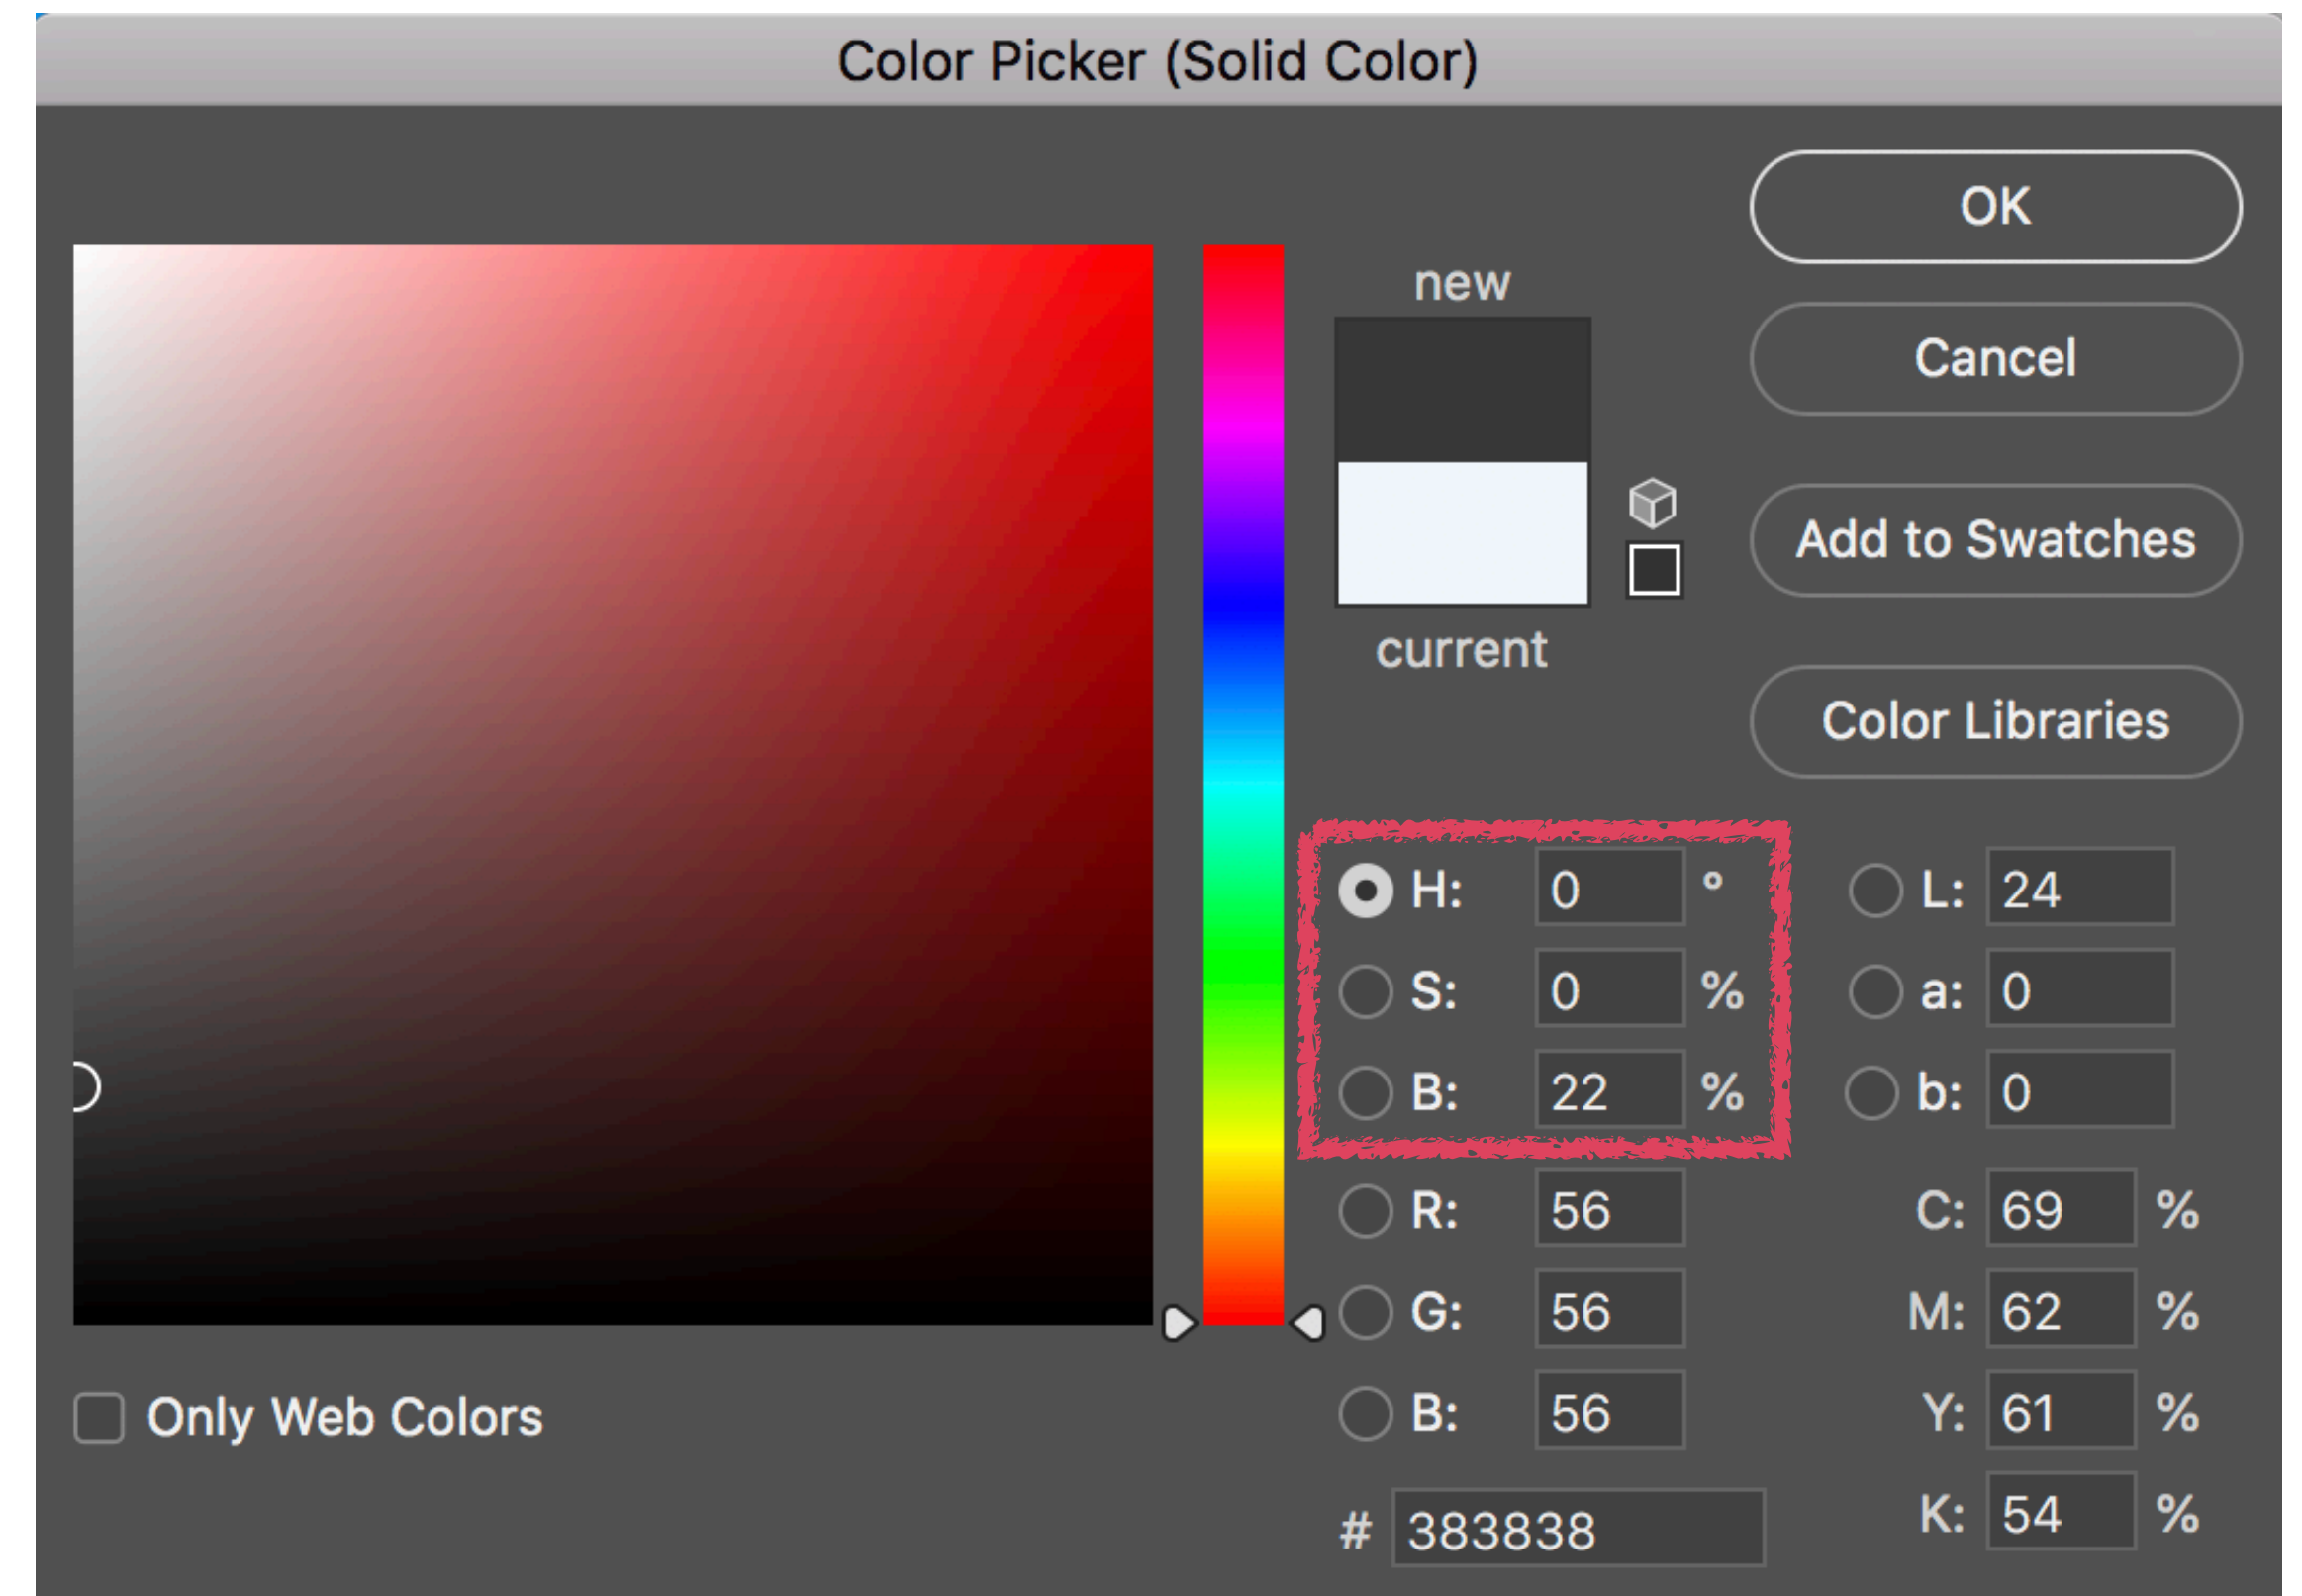 Color Picker (Solid Color)
OK
new
Cancel
Add to Swatches
current
Color Libraries
H: 0 °
L: 24
S: 0 %
a: 0
B: 22 %
b: 0
R: 56
C: 69 %
G: 56
M: 62 %
B: 56
Y: 61 %
Only Web Colors
# 383838
K: 54 %